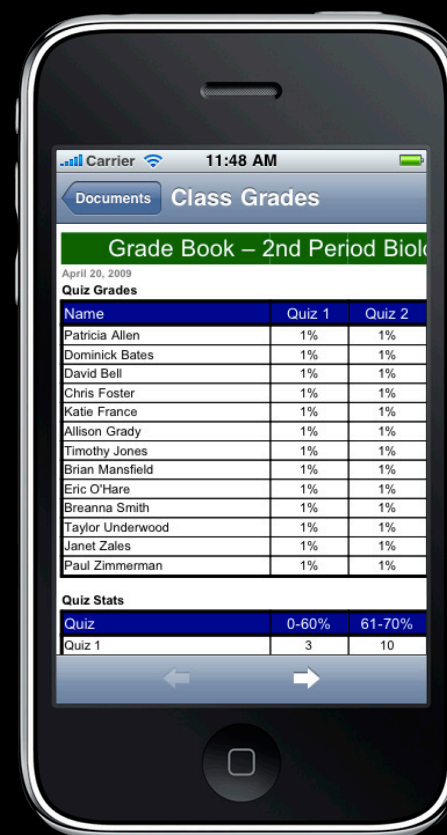 Carrier 11:48 AM
Documents Class Grades
Grade Book – 2nd Period Biolo
April 20, 2009
Quiz Grades
Name Quiz 1 Quiz 2
Patricia Allen 1% 1%
Dominick Bates 1% 1%
David Bell 1% 1%
Chris Foster 1% 1%
Katie France 1% 1%
Allison Grady 1% 1%
Timothy Jones 1% 1%
Brian Mansfield 1% 1%
Eric O'Hare 1% 1%
Breanna Smith 1% 1%
Taylor Underwood 1% 1%
Janet Zales 1% 1%
Paul Zimmerman 1% 1%
Quiz Stats
Quiz 0-60% 61-70%
Quiz 1 3 10